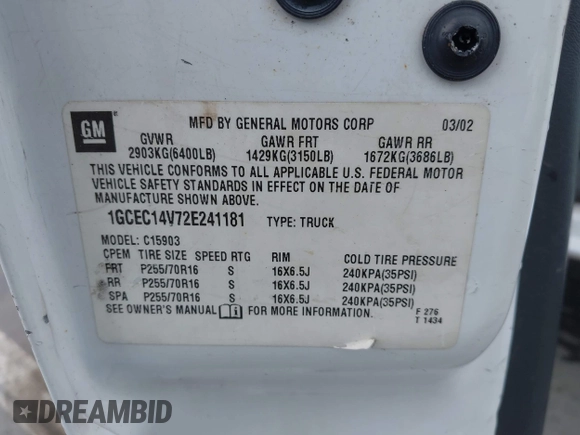 GM
MFD BY GENERAL MOTORS CORP 03/02
GVWR GAWR FRT GAWR RR
2903KG(6400LB) 1429KG(3150LB) 1672KG(3686LB)
THIS VEHICLE CONFORMS TO ALL APPLICABLE U.S. FEDERAL MOTOR
VEHICLE SAFETY STANDARDS IN EFFECT ON THE DATE OF
MANUFACTURE SHOWN ABOVE.
1GCEC14V72E241181 TYPE: TRUCK
MODEL: C15903
CPEM TIRE SIZE SPEED RTG RIM COLD TIRE PRESSURE
FRT P255/70R16 S 16X6.5J 240KPA(35PSI)
RR P255/70R16 S 16X6.5J 240KPA(35PSI)
SPA P255/70R16 S 16X6.5J 240KPA(35PSI)
SEE OWNER'S MANUAL FOR MORE INFORMATION.
F 276
T 1434
DREAMBID